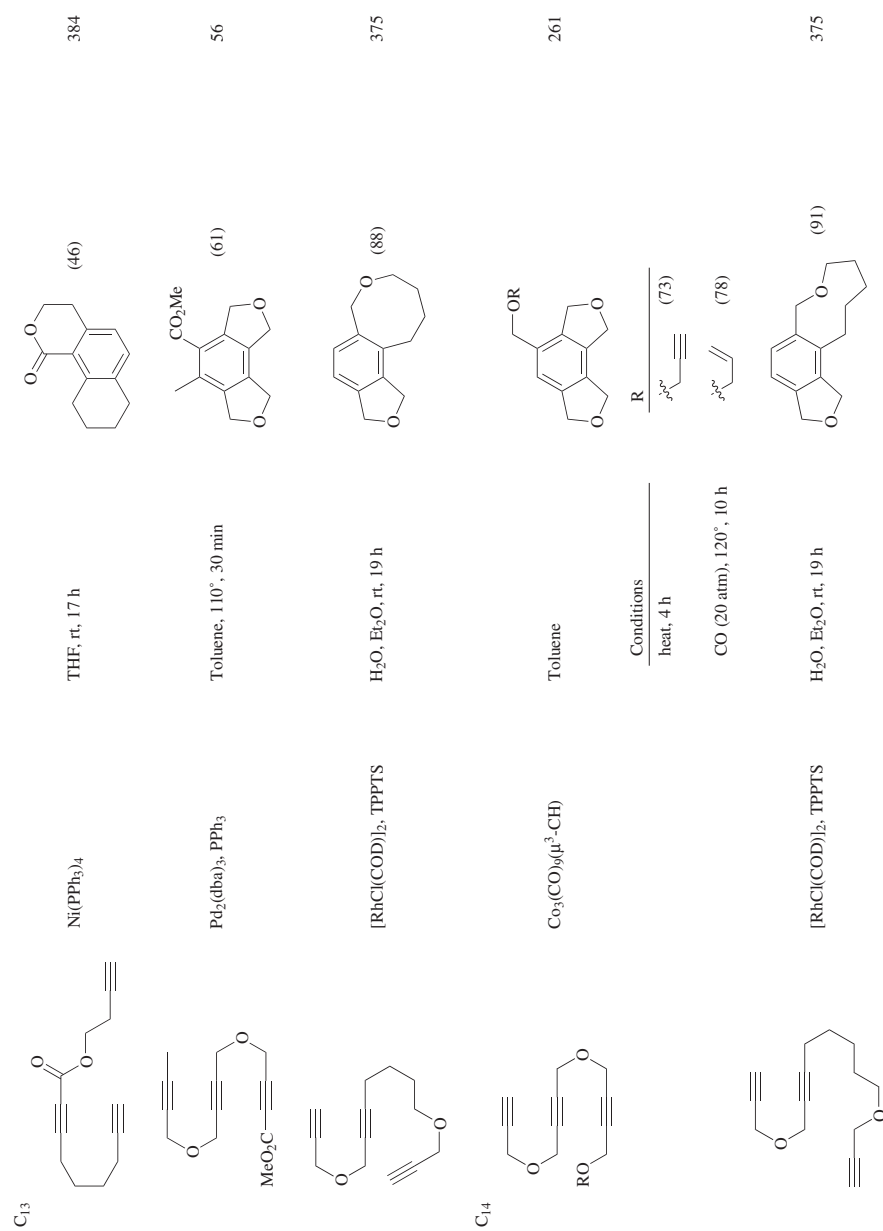 C13
O
O
Ni(PPh3)4
THF, rt, 17 h
O
O
(46)
384
O
O
MeO2C
Pd2(dba)3, PPh3
Toluene, 110°, 30 min
CO2Me
O
O
(61)
56
O
O
[RhCl(COD)]2, TPPTS
H2O, Et2O, rt, 19 h
O
O
(88)
375
C14
O
O
RO
Co3(CO)9(μ3-CH)
Toluene
OR
O
O
261
Conditions
R
heat, 4 h
(73)
CO (20 atm), 120°, 10 h
(78)
O
O
[RhCl(COD)]2, TPPTS
H2O, Et2O, rt, 19 h
O
O
(91)
375